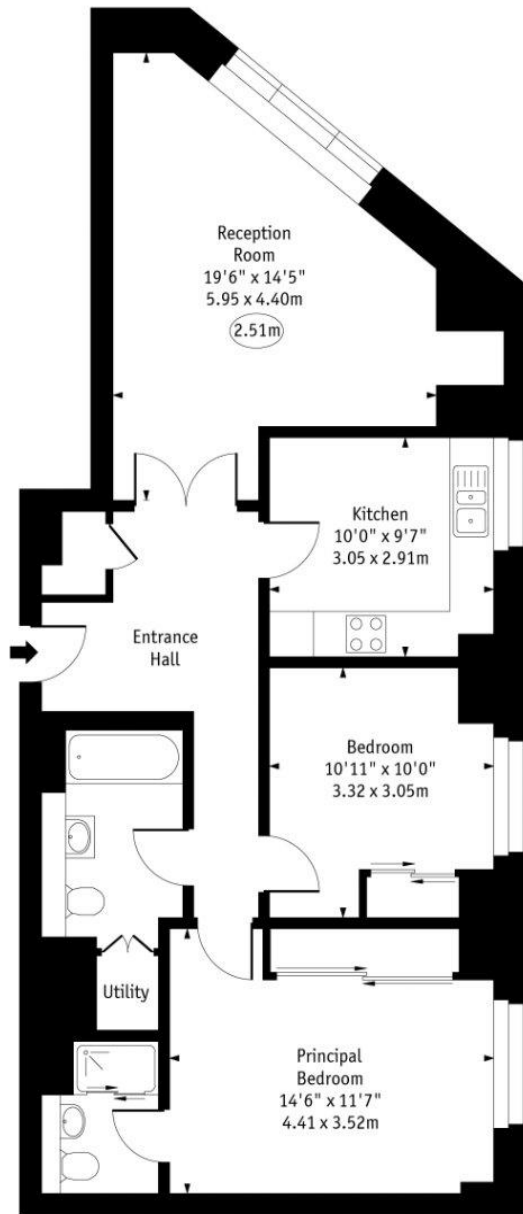 Reception
Room
19'6" x 14'5"
5.95 x 4.40m
2.51m
Kitchen
10'0" x 9'7"
3.05 x 2.91m
Entrance
Hall
Bedroom
10'11" x 10'0"
3.32 x 3.05m
Utility
Principal
Bedroom
14'6" x 11'7"
4.41 x 3.52m